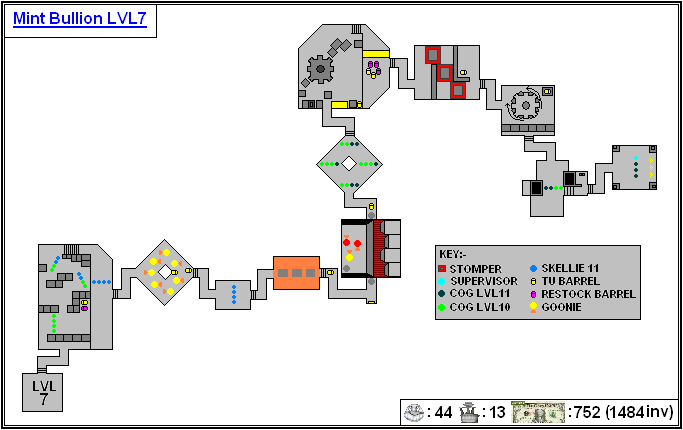 Mint Bullion LVL7
KEY:-
STOMPER
SUPERVISOR
COG LVL11
COG LVL10
SKELLIE 11
TU BARREL
RESTOCK BARREL
GOONIE
LVL
7
: 44 : 13 :752 (1484inv)